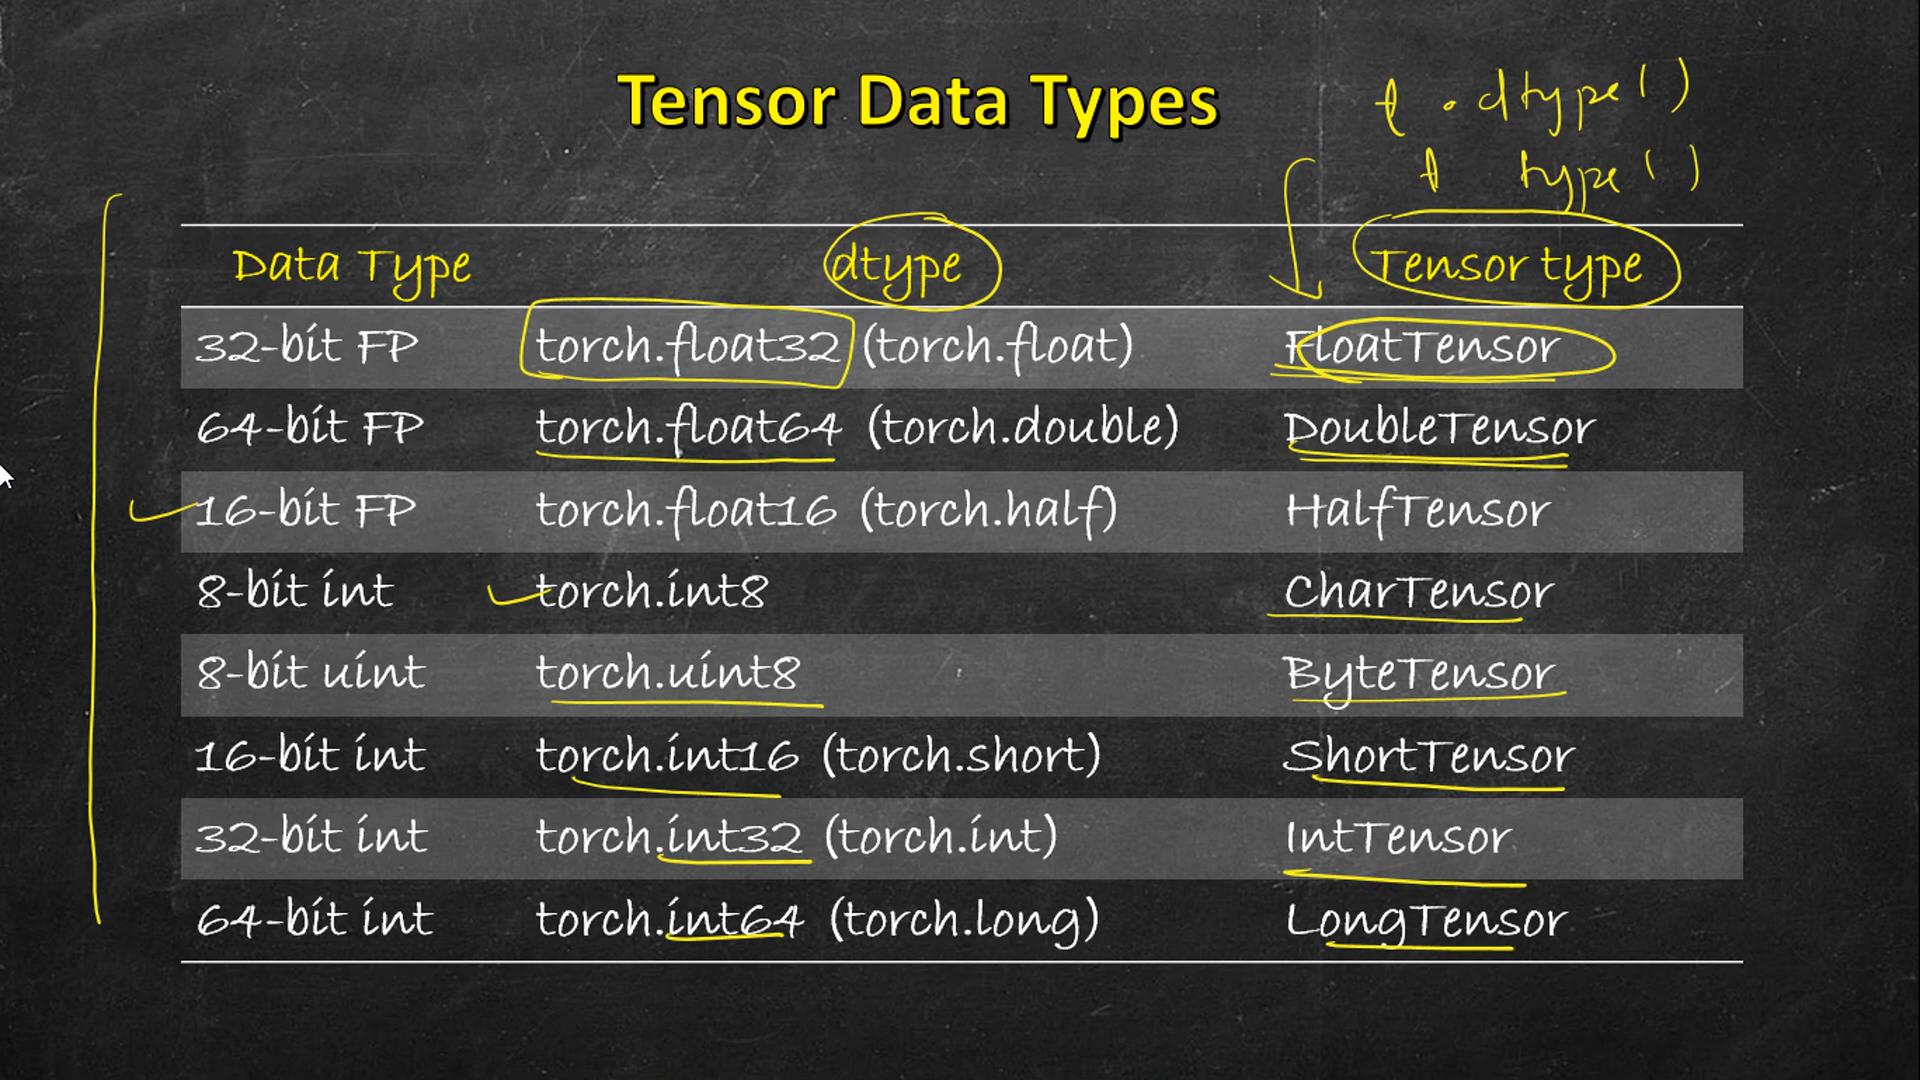 Tensor Data Types
t . dtype()
t type()
Data Type dtype Tensor type
32-bit FP torch.float32 (torch.float) FloatTensor
64-bit FP torch.float64 (torch.double) DoubleTensor
16-bit FP torch.float16 (torch.half) HalfTensor
8-bit int torch.int8 CharTensor
8-bit uint torch.uint8 ByteTensor
16-bit int torch.int16 (torch.short) ShortTensor
32-bit int torch.int32 (torch.int) IntTensor
64-bit int torch.int64 (torch.long) LongTensor